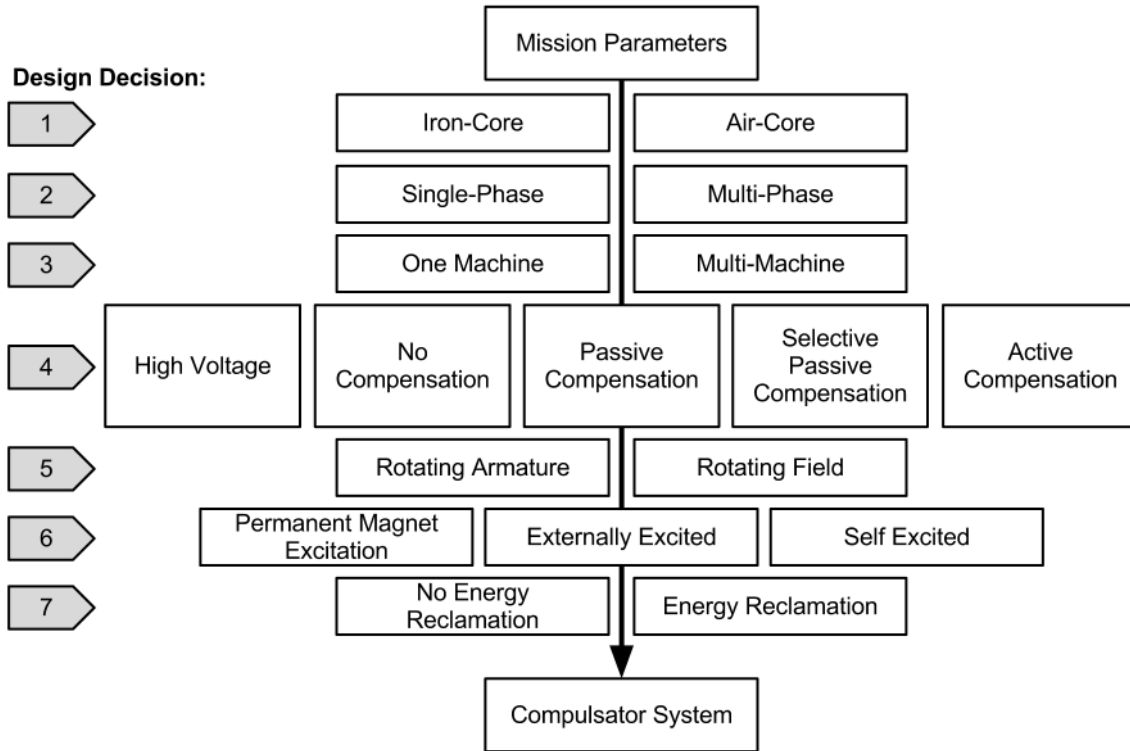 Mission Parameters
Design Decision:
1
Iron-Core
Air-Core
2
Single-Phase
Multi-Phase
3
One Machine
Multi-Machine
4
High Voltage
No
Compensation
Passive
Compensation
Selective
Passive
Compensation
Active
Compensation
5
Rotating Armature
Rotating Field
6
Permanent Magnet
Excitation
Externally Excited
Self Excited
7
No Energy
Reclamation
Energy Reclamation
Compulsator System